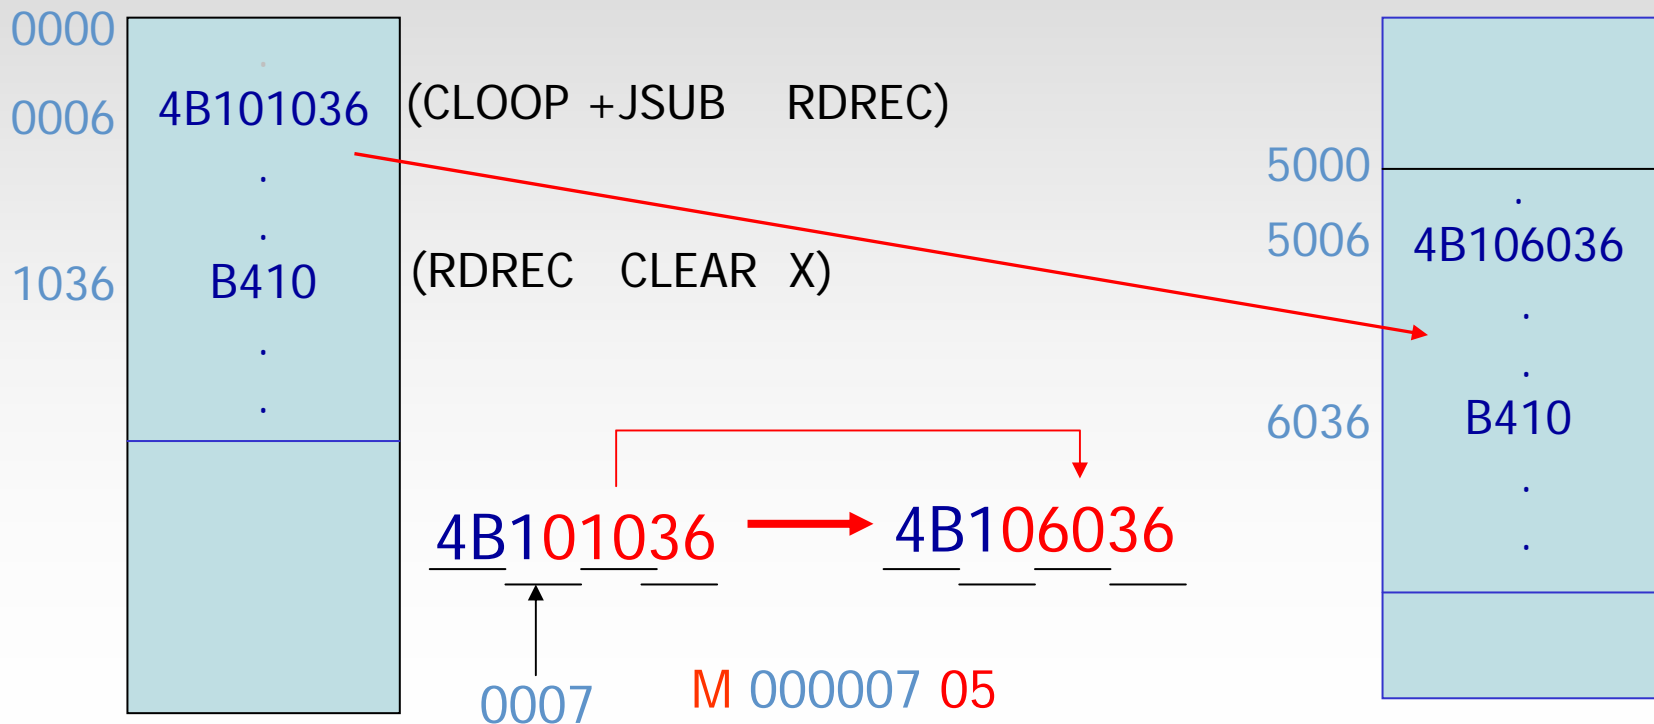 0000
.
0006 4B101036 (CLOOP +JSUB RDREC)
.
.
1036 B410 (RDREC CLEAR X)
.
.
5000
.
5006 4B106036
.
.
6036 B410
.
.
4B101036 4B106036
0007
M 000007 05